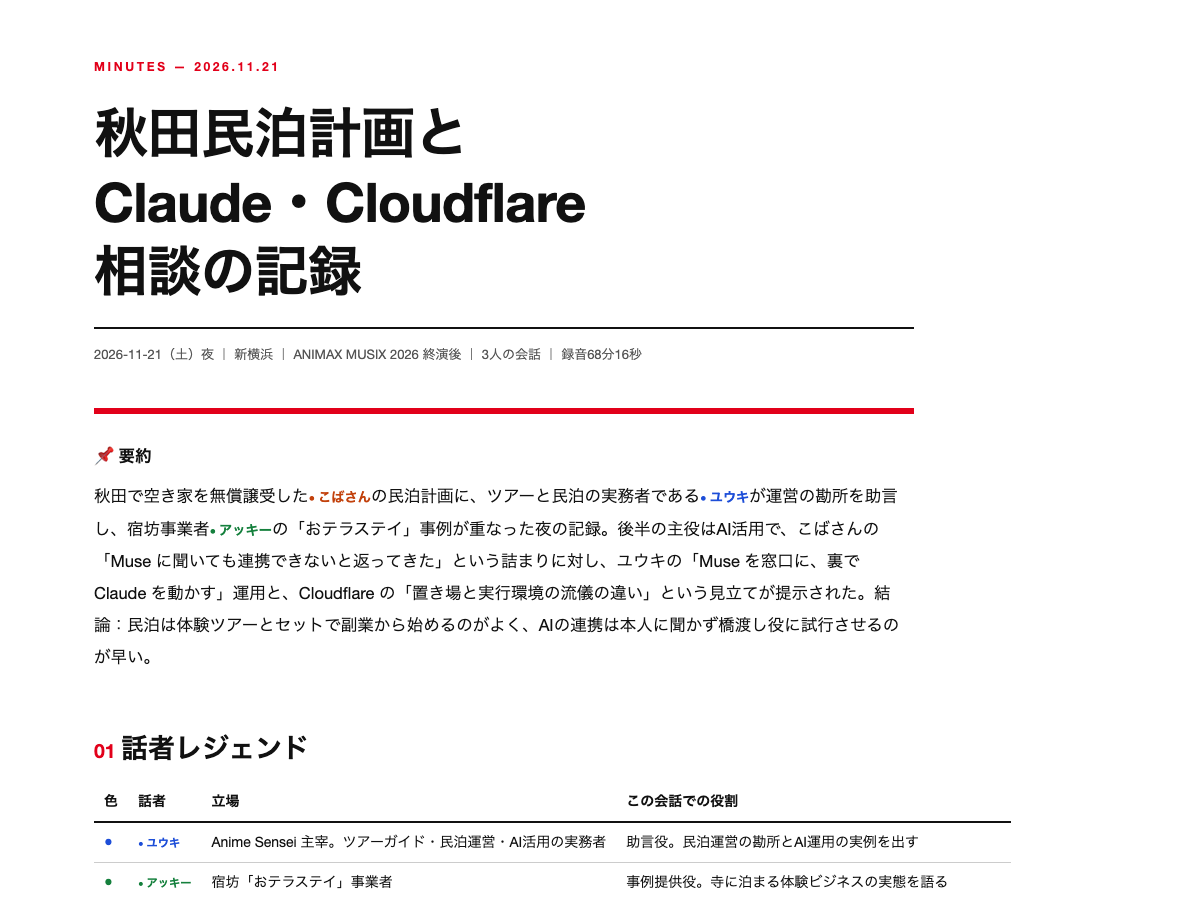 MINUTES — 2026.11.21
秋田民泊計画と
Claude・Cloudflare
相談の記録
2026-11-21（土）夜 ｜ 新横浜 ｜ ANIMAX MUSIX 2026 終演後 ｜ 3人の会話 ｜ 録音68分16秒
📌 要約
秋田で空き家を無償譲受した● こばさんの民泊計画に、ツアーと民泊の実務者である● ユウキが運営の勘所を助言
し、宿坊事業者● アッキーの「おテラステイ」事例が重なった夜の記録。後半の主役はAI活用で、こばさんの
「Muse に聞いても連携できないと返ってきた」という詰まりに対し、ユウキの「Muse を窓口に、裏で
Claude を動かす」運用と、Cloudflare の「置き場と実行環境の流儀の違い」という見立てが提示された。結
論：民泊は体験ツアーとセットで副業から始めるのがよく、AIの連携は本人に聞かず橋渡し役に試行させるの
が早い。
01 話者レジェンド
色 話者 立場 この会話での役割
● ● ユウキ Anime Sensei 主宰。ツアーガイド・民泊運営・AI活用の実務者 助言役。民泊運営の勘所とAI運用の実例を出す
● ● アッキー 宿坊「おテラステイ」事業者 事例提供役。寺に泊まる体験ビジネスの実態を語る